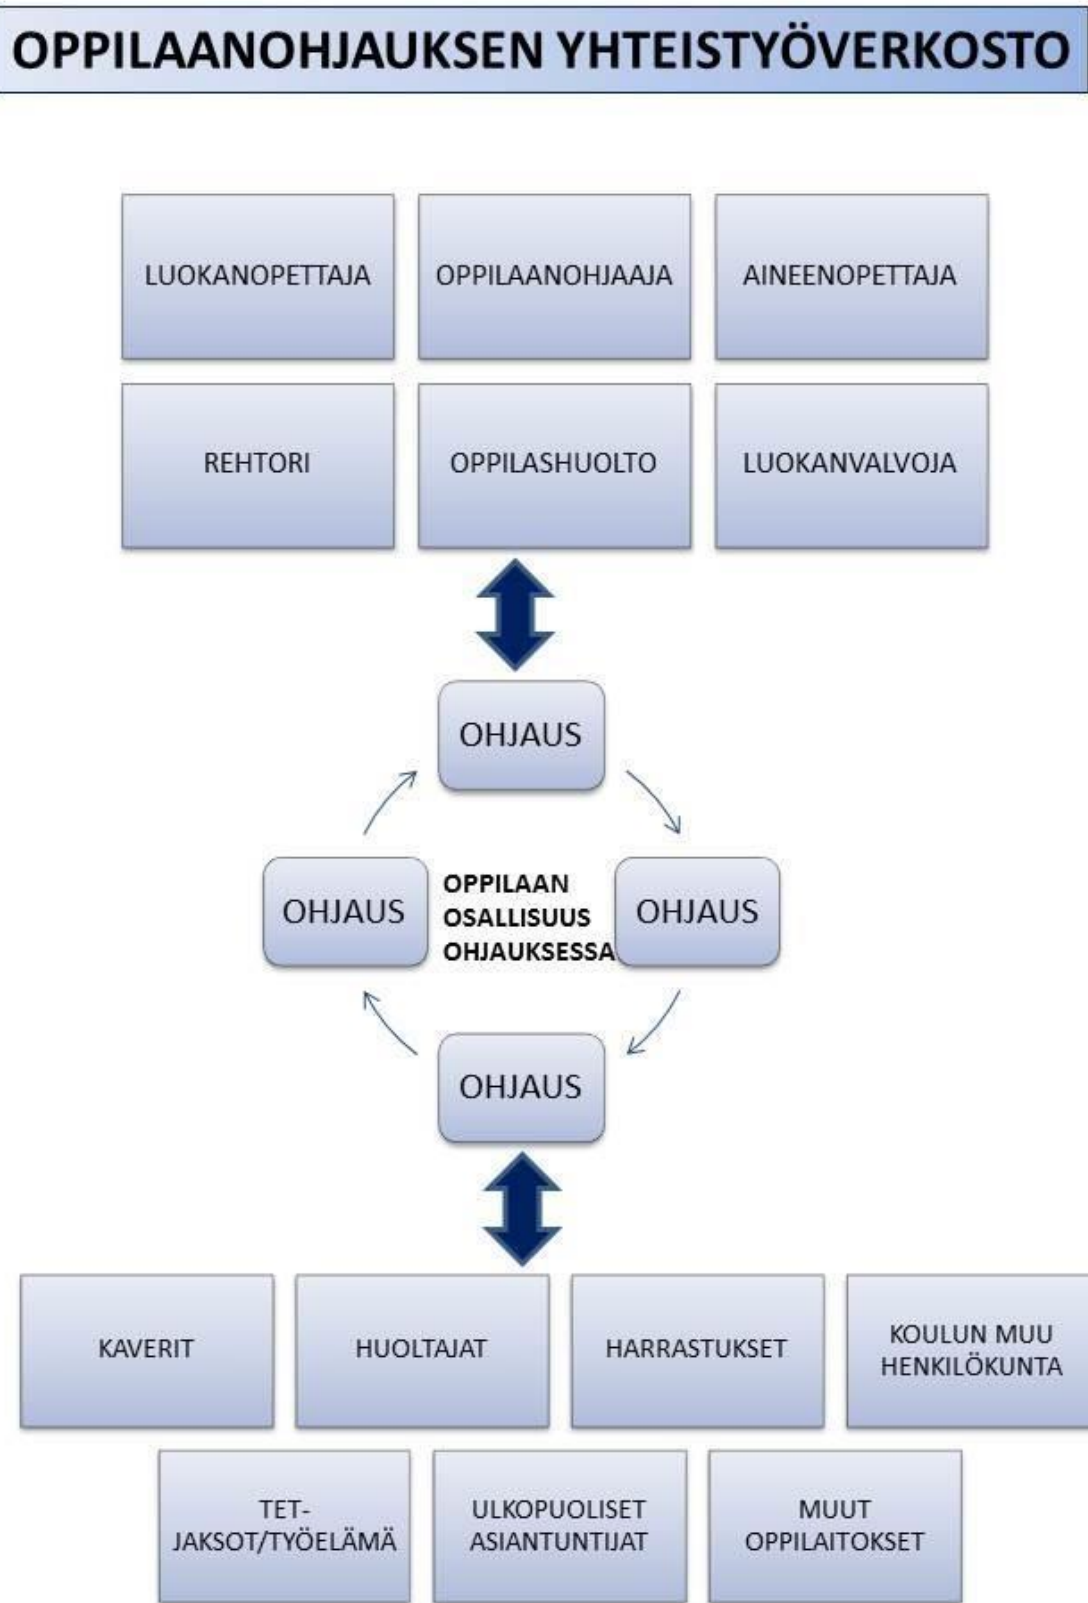 OPPILAANOHJAUKSEN YHTEISTYÖVERKOSTO
LUOKANOPETTAJA
OPPILAANOHJAAJA
AINEENOPETTAJA
REHTORI
OPPILASHUOLTO
LUOKANVALVOJA
OHJAUS
OHJAUS
OPPILAAN
OSALLISUUS
OHJAUKSESSA
OHJAUS
OHJAUS
KAVERIT
HUOLTAJAT
HARRASTUKSET
KOULUN MUU
HENKILÖKUNTA
TET-
JAKSOT/TYÖELÄMÄ
ULKOPUOLISET
ASIANTUNTIJAT
MUUT
OPPILAITOKSET